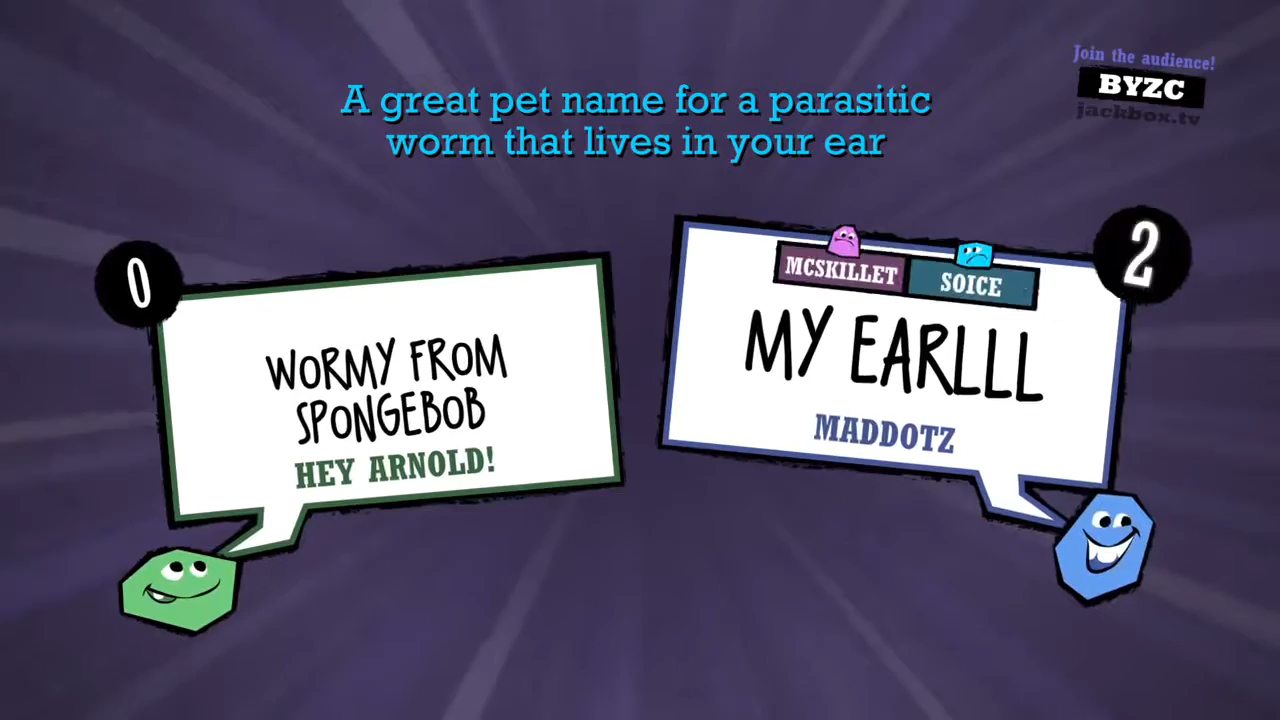 Join the audience!
BYZC
jackbox.tv
A great pet name for a parasitic
worm that lives in your ear
0
WORMY FROM
SPONGEBOB
HEY ARNOLD!
2
MCSKILLET
SOICE
MY EARLLL
MADDOTZ